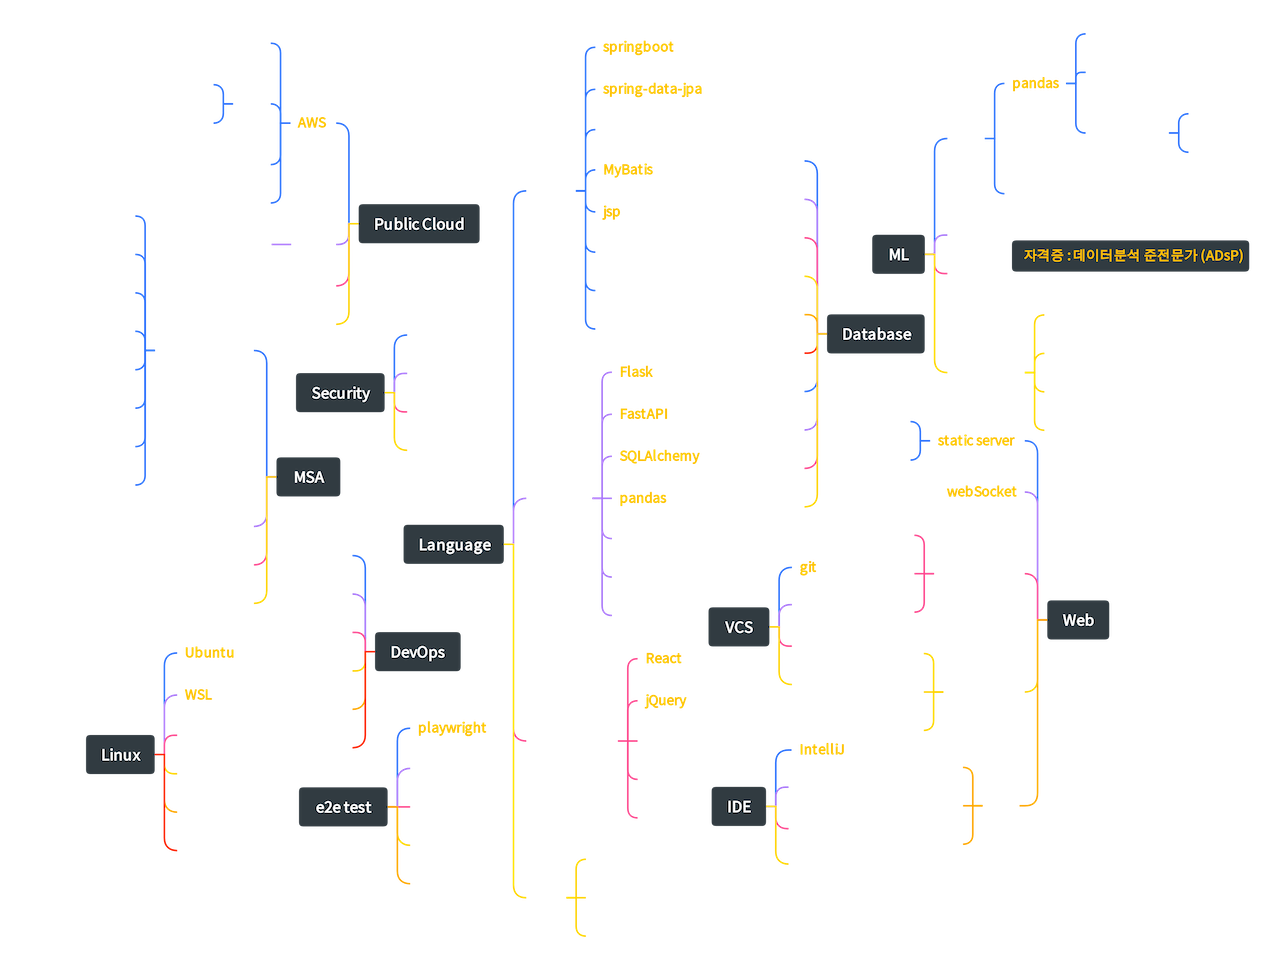 springboot
spring-data-jpa
MyBatis
jsp
AWS
Public Cloud
pandas
ML
자격증 : 데이터분석 준전문가 (ADsP)
Database
Security
Flask
FastAPI
SQLAlchemy
pandas
static server
webSocket
MSA
Language
git
VCS
Web
DevOps
Ubuntu
WSL
React
jQuery
Linux
playwright
e2e test
IntelliJ
IDE